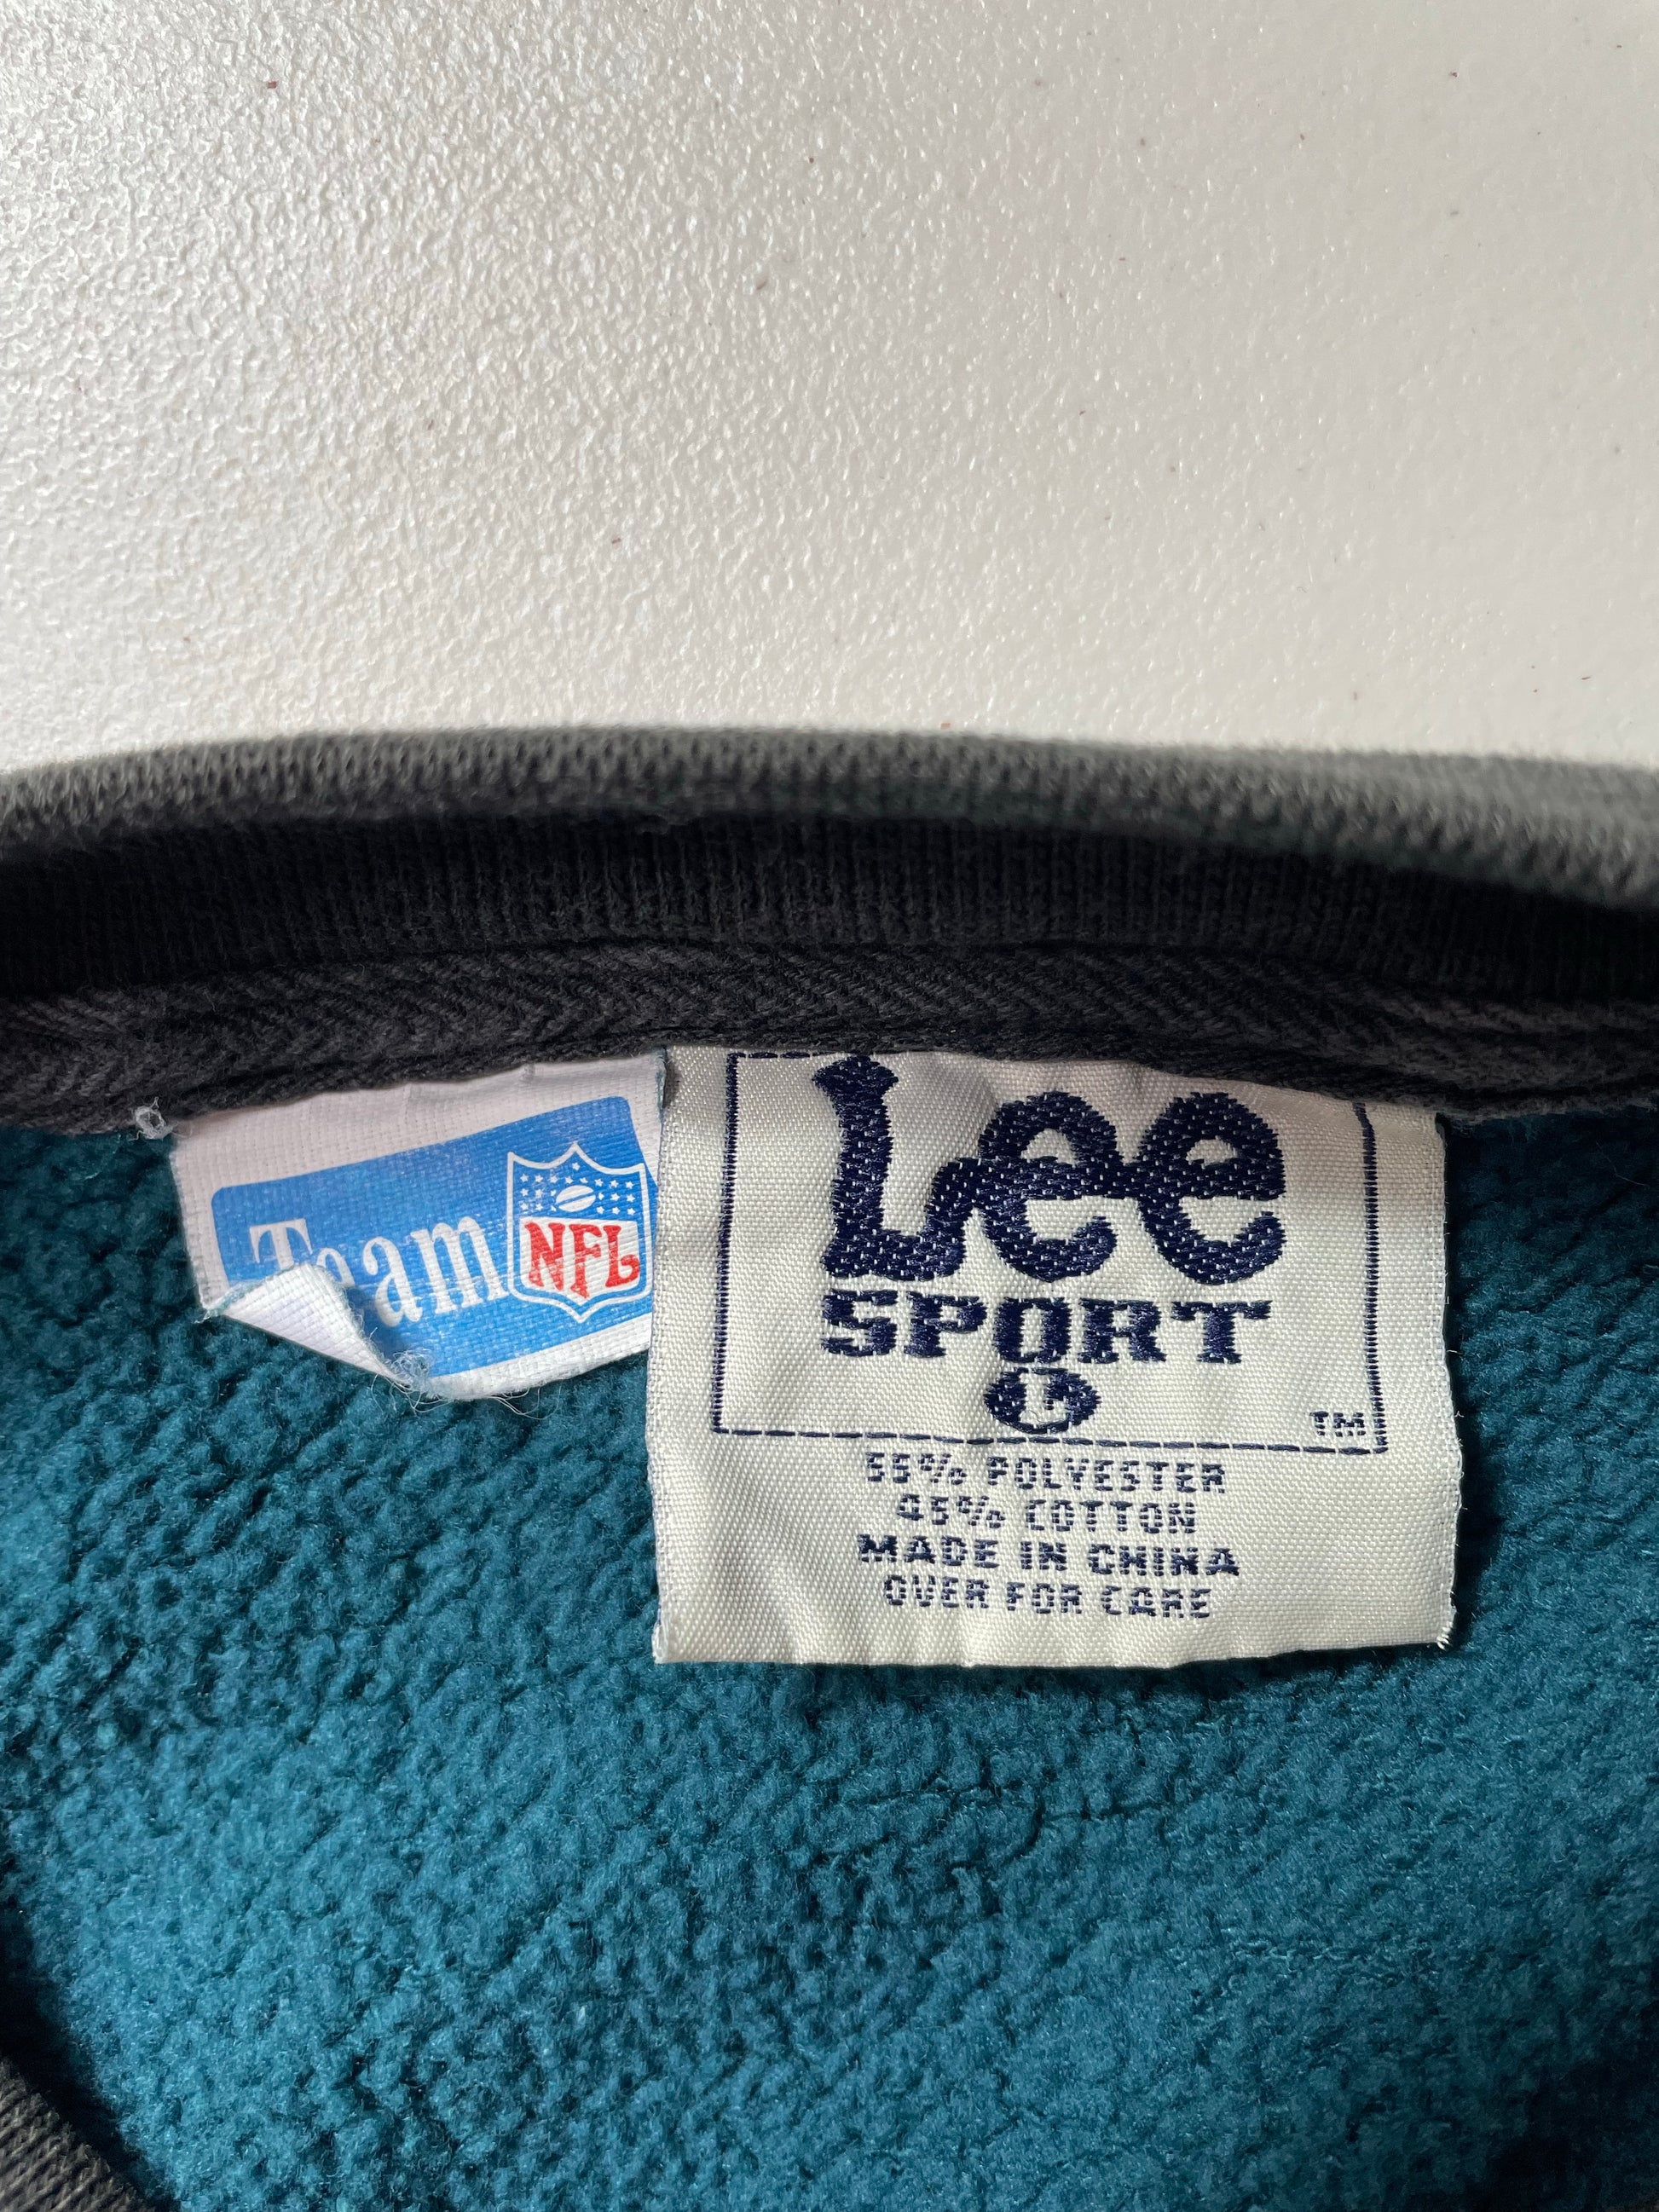 Team NFL
Lee
SPORT
L
TM
55% POLYESTER
45% COTTON
MADE IN CHINA
OVER FOR CARE